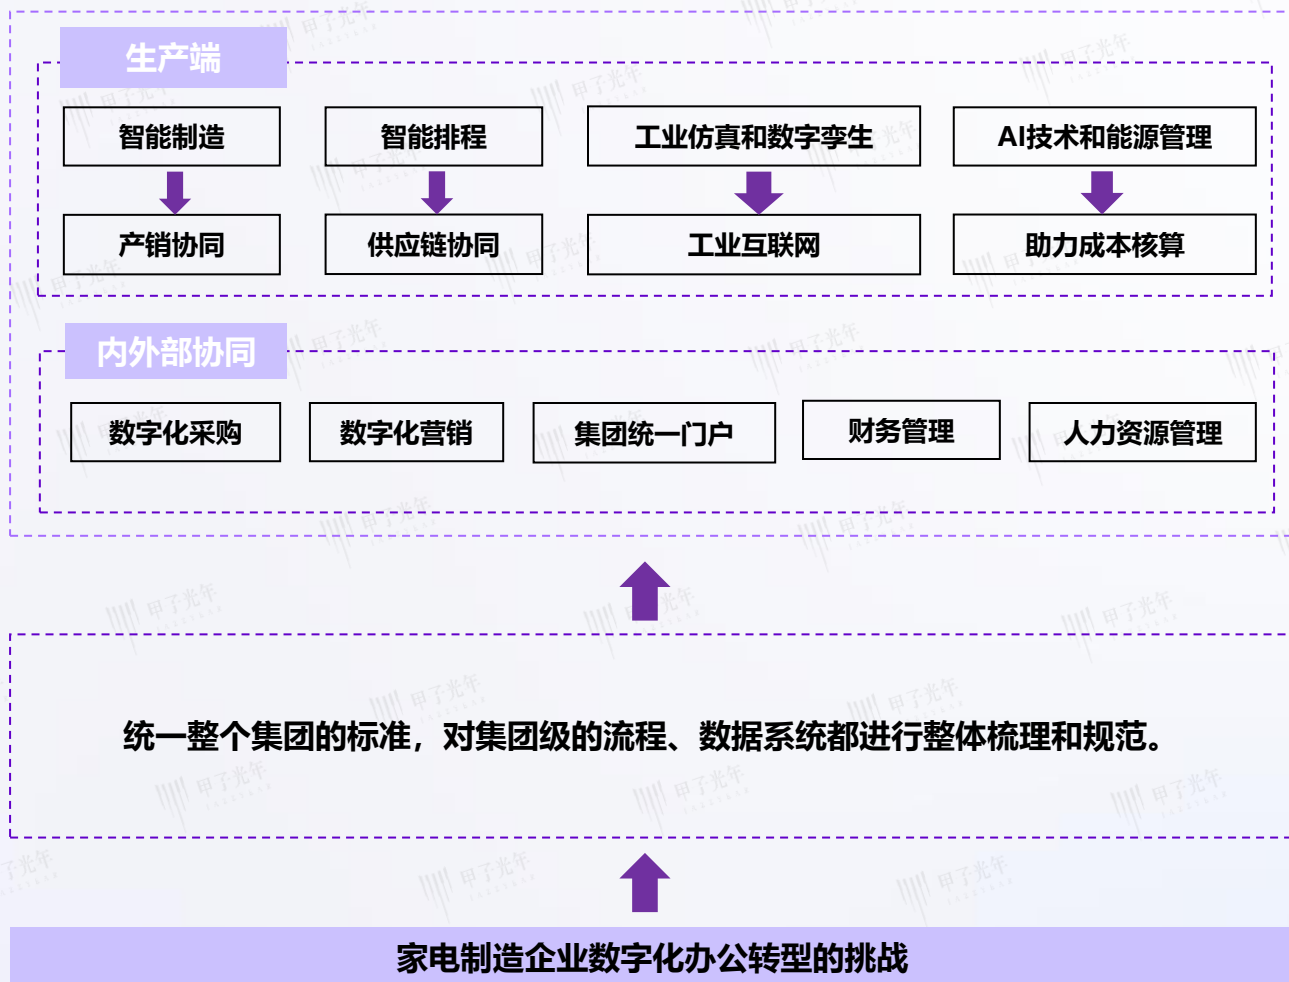 生产端
智能制造
智能排程
工业仿真和数字孪生
AI技术和能源管理
产销协同
供应链协同
工业互联网
助力成本核算
内外部协同
数字化采购
数字化营销
集团统一门户
财务管理
人力资源管理
统一整个集团的标准，对集团级的流程、数据系统都进行整体梳理和规范。
家电制造企业数字化办公转型的挑战
甲子光年